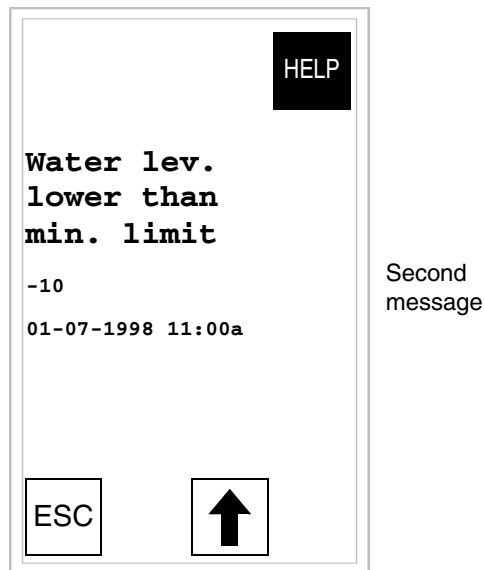 HELP
Water lev.
lower than
min. limit
-10
01-07-1998 11:00a
Second
message
ESC